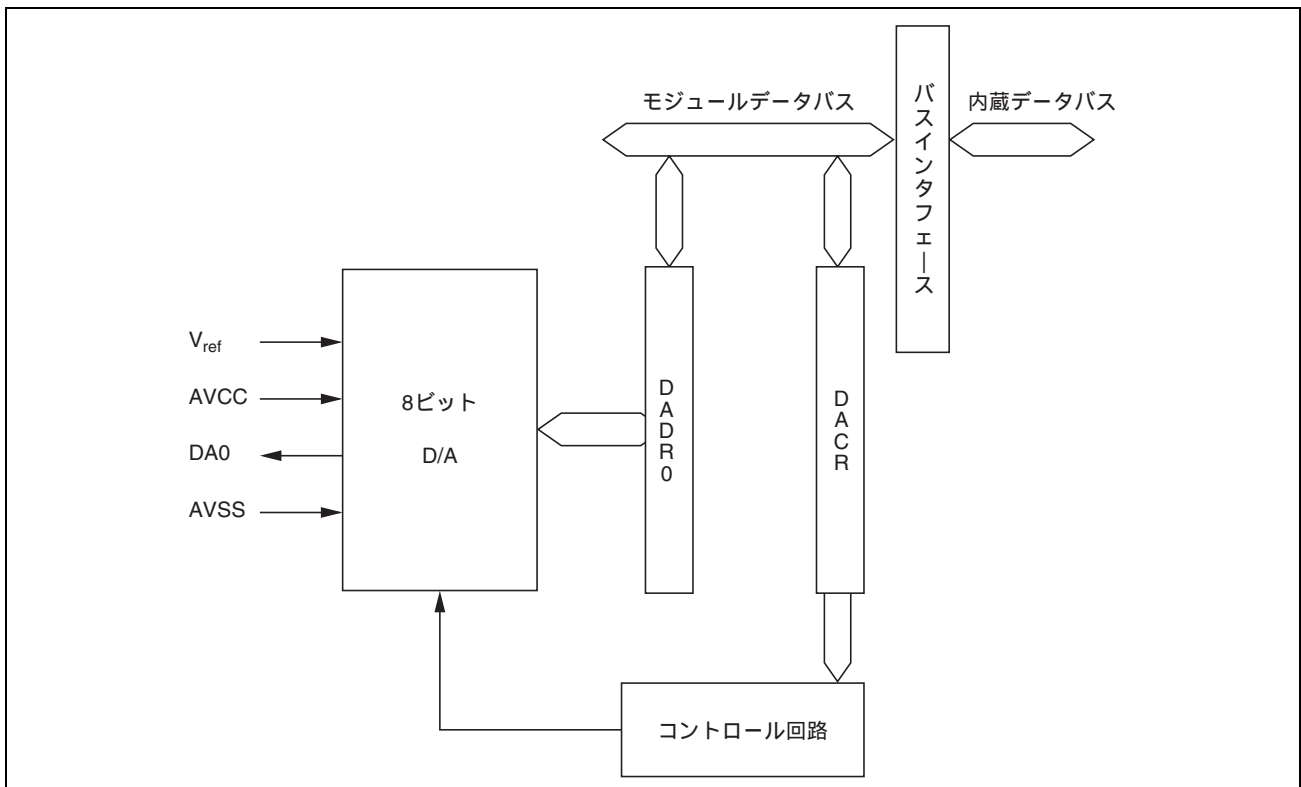 モジュールデータバス
バスインタフェース
内蔵データバス
Vref
AVCC
DA0
AVSS
8ビット
D/A
DADR0
DACR
コントロール回路